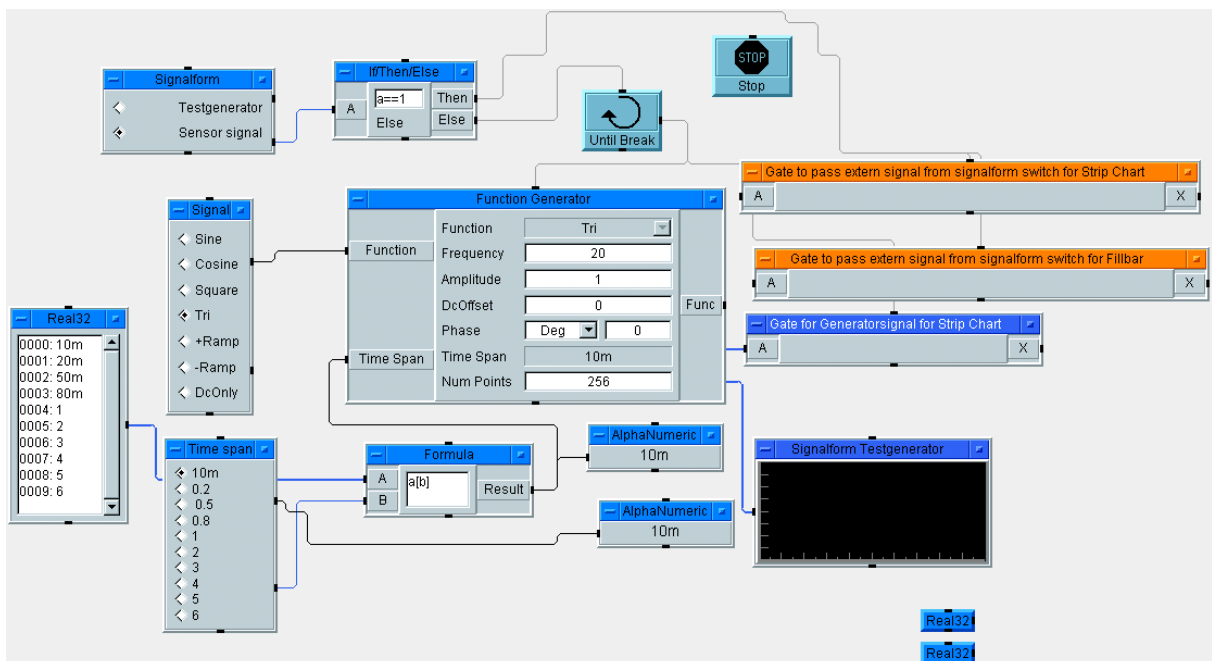 Signalform
Testgenerator
Sensor signal
If/Then/Else
A
a==1
Else
Then
Else
Until Break
STOP
Stop
Gate to pass extern signal from signalform switch for Strip Chart
A
X
Gate to pass extern signal from signalform switch for Fillbar
A
X
Gate for Generatorsignal for Strip Chart
A
X
Signal
Sine
Cosine
Square
Tri
+Ramp
-Ramp
DcOnly
Function Generator
Function
Time Span
Function Tri
Frequency 20
Amplitude 1
DcOffset 0
Phase Deg 0
Time Span 10m
Num Points 256
Func
Real32
0000: 10m
0001: 20m
0002: 50m
0003: 80m
0004: 1
0005: 2
0006: 3
0007: 4
0008: 5
0009: 6
Time span
10m
0.2
0.5
0.8
1
2
3
4
5
6
Formula
A
B
a[b]
Result
AlphaNumeric
10m
AlphaNumeric
10m
Signalform Testgenerator
Real32
Real32